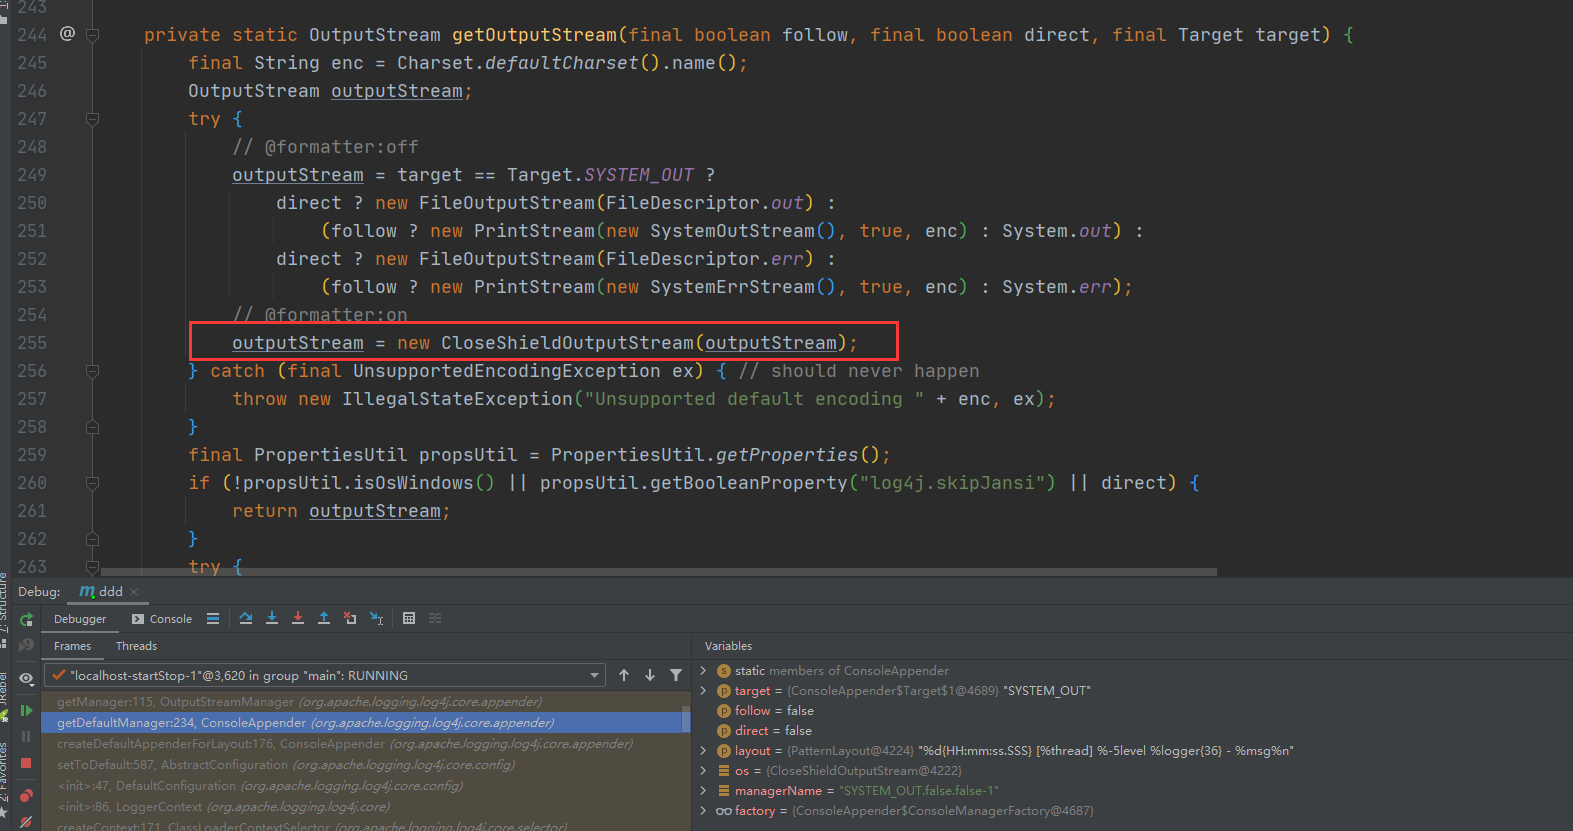 243
244 @ private static OutputStream getOutputStream(final boolean follow, final boolean direct, final Target target) {
245 final String enc = Charset.defaultCharset().name();
246 OutputStream outputStream;
247 try {
248 // @formatter:off
249 outputStream = target == Target.SYSTEM_OUT ?
250 direct ? new FileOutputStream(FileDescriptor.out) :
251 (follow ? new PrintStream(new SystemOutStream(), true, enc) : System.out) :
252 direct ? new FileOutputStream(FileDescriptor.err) :
253 (follow ? new PrintStream(new SystemErrStream(), true, enc) : System.err);
254 // @formatter:on
255 outputStream = new CloseShieldOutputStream(outputStream);
256 } catch (final UnsupportedEncodingException ex) { // should never happen
257 throw new IllegalStateException("Unsupported default encoding " + enc, ex);
258 }
259 final PropertiesUtil propsUtil = PropertiesUtil.getProperties();
260 if (!propsUtil.isOsWindows() || propsUtil.getBooleanProperty("log4j.skipJansi") || direct) {
261 return outputStream;
262 }
263 try {
Z: Structure
JRebel
2: Favorites
Debug: m ddd
Debugger Console
Frames Threads
"localhost-startStop-1"@3,620 in group "main": RUNNING
getManager:115, OutputStreamManager (org.apache.logging.log4j.core.appender)
getDefaultManager:234, ConsoleAppender (org.apache.logging.log4j.core.appender)
createDefaultAppenderForLayout:176, ConsoleAppender (org.apache.logging.log4j.core.appender)
setToDefault:587, AbstractConfiguration (org.apache.logging.log4j.core.config)
<init>:47, DefaultConfiguration (org.apache.logging.log4j.core.config)
<init>:86, LoggerContext (org.apache.logging.log4j.core)
createContext:171, ClassLoaderContextSelector (org.apache.logging.log4j.core.selector)
Variables
static members of ConsoleAppender
target = {ConsoleAppender$Target$1@4689} "SYSTEM_OUT"
follow = false
direct = false
layout = {PatternLayout@4224} "%d{HH:mm:ss.SSS} [%thread] %-5level %logger{36} - %msg%n"
os = {CloseShieldOutputStream@4222}
managerName = "SYSTEM_OUT.false.false-1"
factory = {ConsoleAppender$ConsoleManagerFactory@4687}